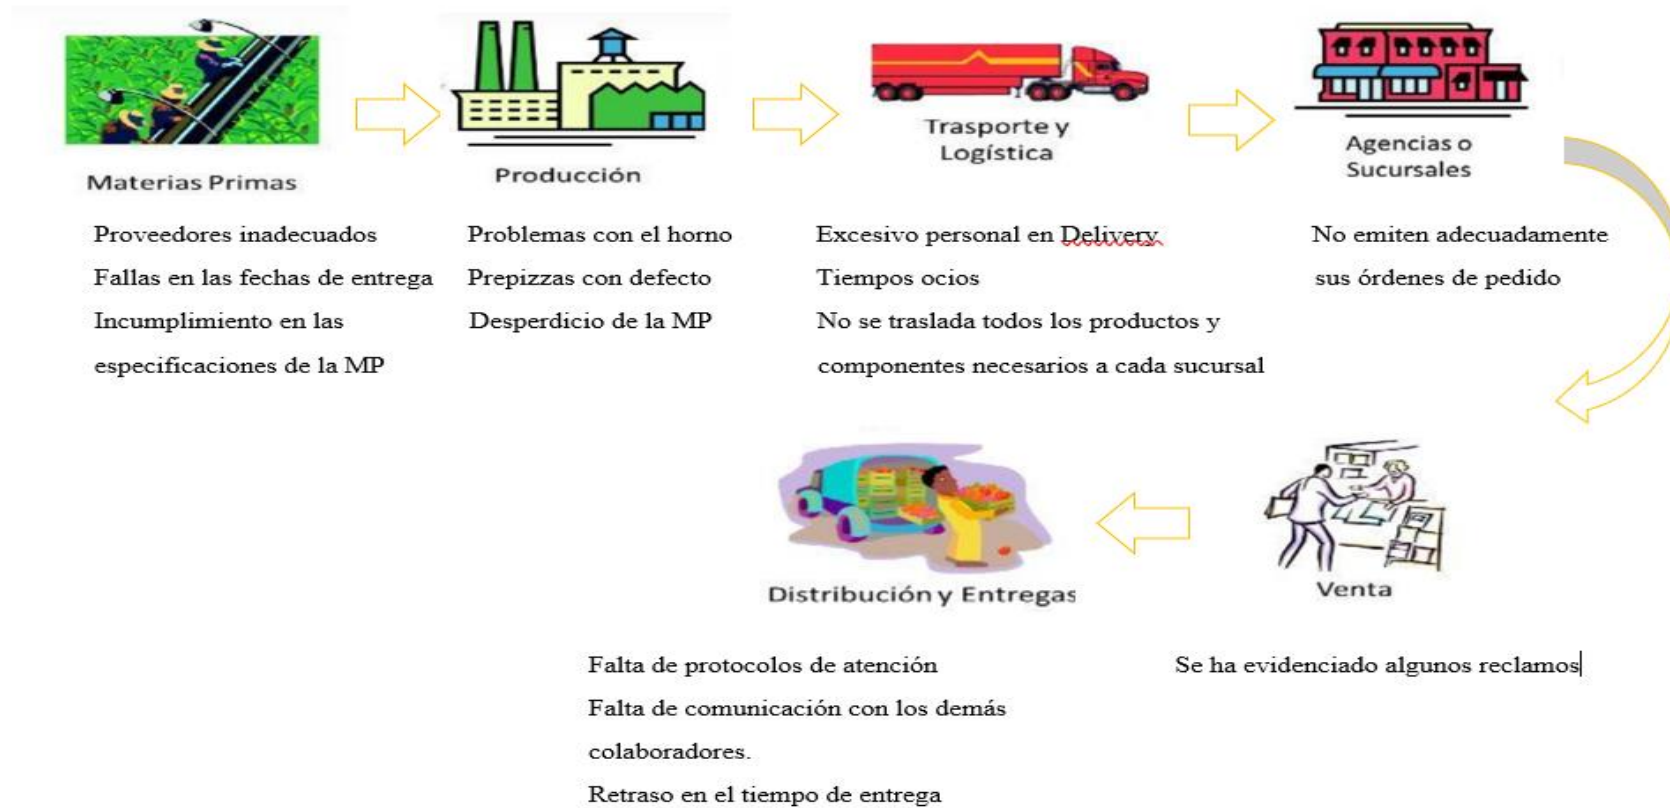 Materias Primas
Proveedores inadecuados
Fallas en las fechas de entrega
Incumplimiento en las
especificaciones de la MP
Producción
Problemas con el horno
Prepizzas con defecto
Desperdicio de la MP
Trasporte y
Logística
Excesivo personal en Delivery
Tiempos ocios
No se traslada todos los productos y
componentes necesarios a cada sucursal
Agencias o
Sucursales
No emiten adecuadamente
sus órdenes de pedido
Venta
Se ha evidenciado algunos reclamos
Distribución y Entregas
Falta de protocolos de atención
Falta de comunicación con los demás
colaboradores.
Retraso en el tiempo de entrega